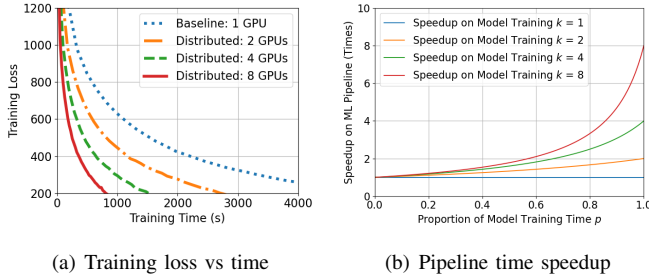 1200
1000
800
600
400
200
Training Loss
Baseline: 1 GPU
Distributed: 2 GPUs
Distributed: 4 GPUs
Distributed: 8 GPUs
0 1000 2000 3000 4000
Training Time (s)
(a) Training loss vs time
10
8
6
4
2
0
Speedup on ML Pipeline (Times)
Speedup on Model Training k = 1
Speedup on Model Training k = 2
Speedup on Model Training k = 4
Speedup on Model Training k = 8
0.0 0.2 0.4 0.6 0.8 1.0
Proportion of Model Training Time p
(b) Pipeline time speedup